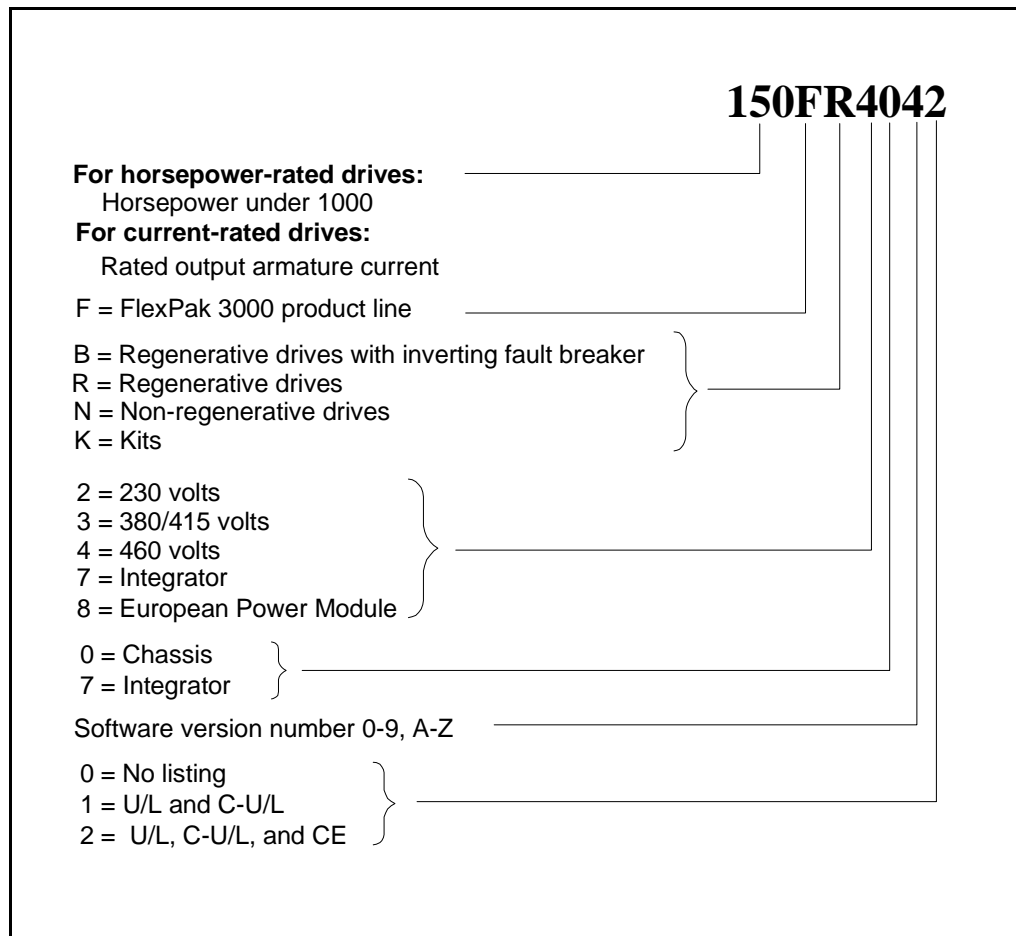 150FR4042
For horsepower-rated drives:
Horsepower under 1000
For current-rated drives:
Rated output armature current
F = FlexPak 3000 product line
B = Regenerative drives with inverting fault breaker
R = Regenerative drives
N = Non-regenerative drives
K = Kits
2 = 230 volts
3 = 380/415 volts
4 = 460 volts
7 = Integrator
8 = European Power Module
0 = Chassis
7 = Integrator
Software version number 0-9, A-Z
0 = No listing
1 = U/L and C-U/L
2 = U/L, C-U/L, and CE